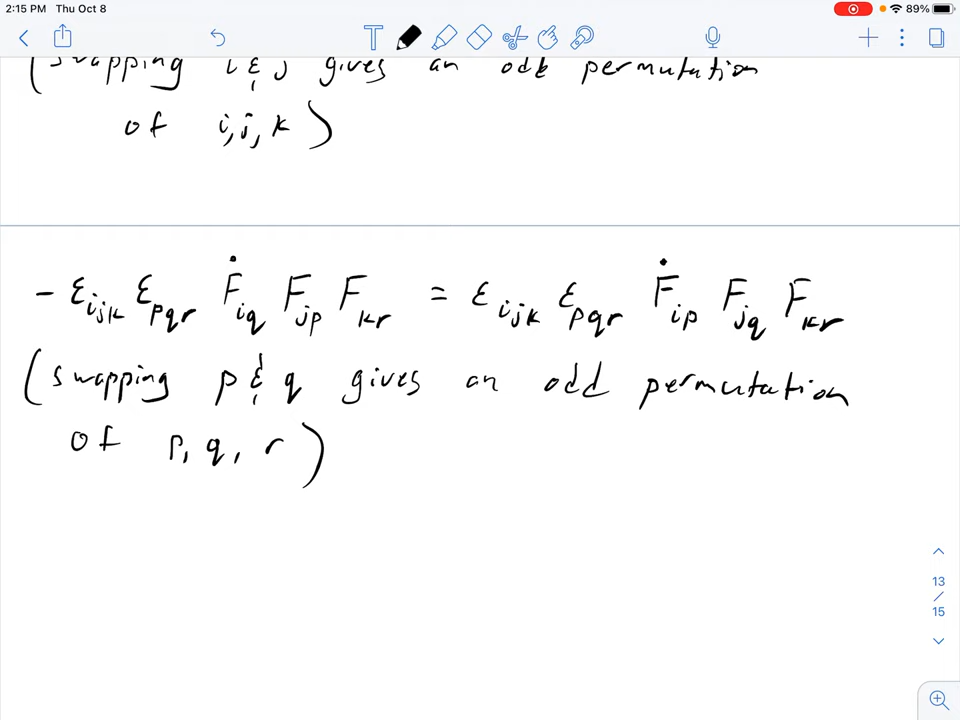 2:15 PM Thu Oct 8
89%
T
(swapping i & j gives an odd permutation
of i, j, k)
- ε_ijk ε_pqr Ḟ_iq F_jp F_kr = ε_ijk ε_pqr Ḟ_ip F_jq F_kr
(swapping p & q gives an odd permutation
of p, q, r)
13
/
15